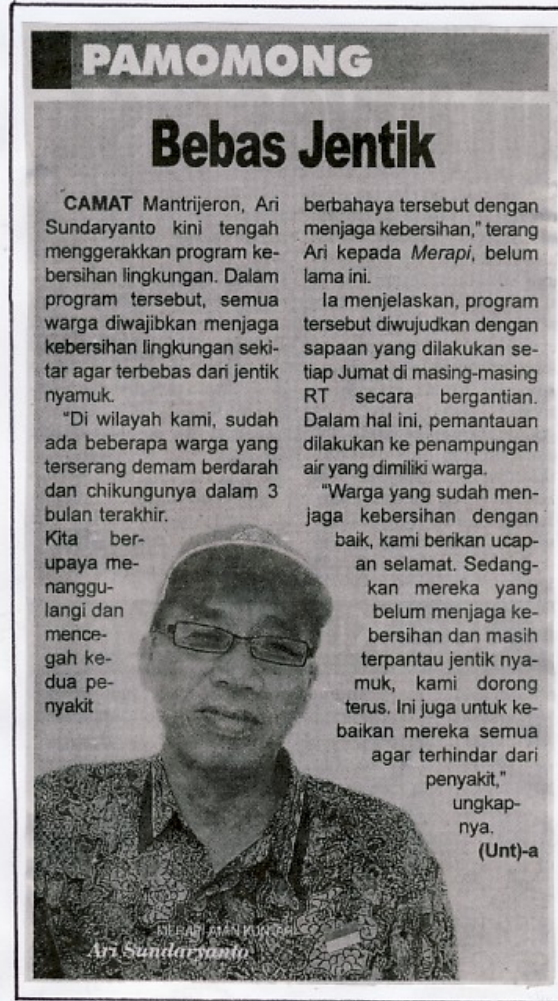 PAMOMONG
Bebas Jentik
CAMAT Mantrijeron, Ari
Sundaryanto kini tengah
menggerakkan program ke-
bersihan lingkungan. Dalam
program tersebut, semua
warga diwajibkan menjaga
kebersihan lingkungan seki-
tar agar terbebas dari jentik
nyamuk.
"Di wilayah kami, sudah
ada beberapa warga yang
terserang demam berdarah
dan chikungunya dalam 3
bulan terakhir.
Kita ber-
upaya me-
nanggu-
langi dan
mence-
gah ke-
dua pe-
nyakit
berbahaya tersebut dengan
menjaga kebersihan," terang
Ari kepada Merapi, belum
lama ini.
Ia menjelaskan, program
tersebut diwujudkan dengan
sapaan yang dilakukan se-
tiap Jumat di masing-masing
RT secara bergantian.
Dalam hal ini, pemantauan
dilakukan ke penampungan
air yang dimiliki warga.
"Warga yang sudah men-
jaga kebersihan dengan
baik, kami berikan ucap-
an selamat. Sedang-
kan mereka yang
belum menjaga ke-
bersihan dan masih
terpantau jentik nya-
muk, kami dorong
terus. Ini juga untuk ke-
baikan mereka semua
agar terhindar dari
penyakit,"
ungkap-
nya.
(Unt)-a
MERAPI-AMIN KUNTARI
Ari Sundaryanto